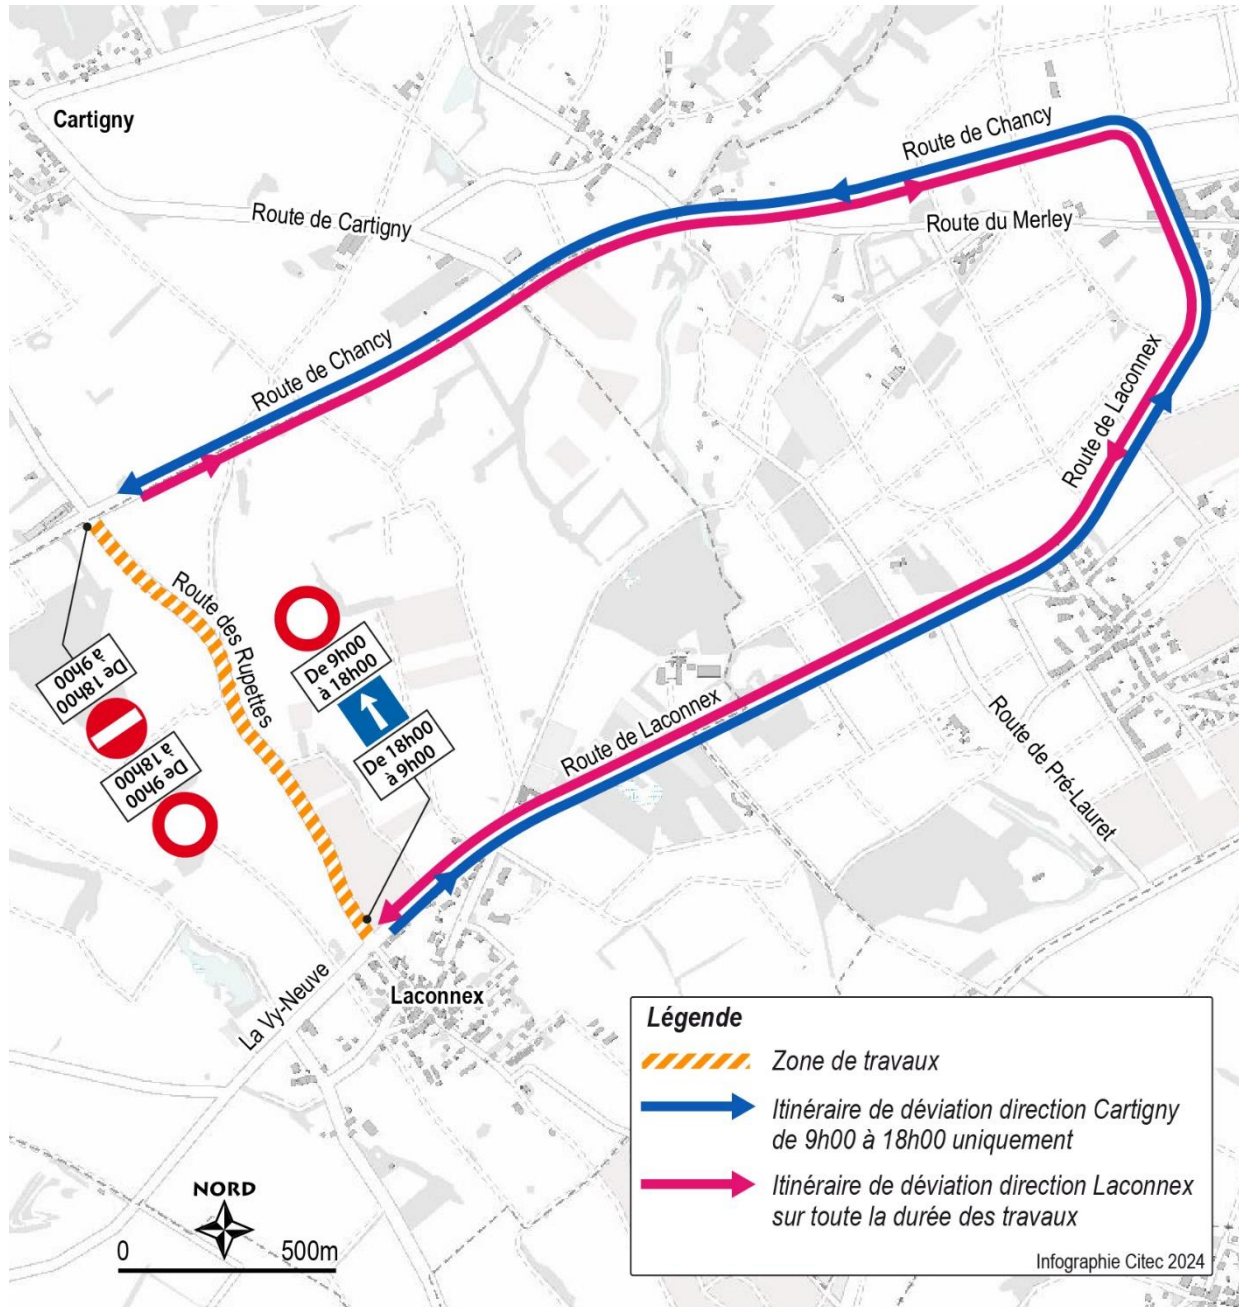 Cartigny
Route de Chancy
Route de Cartigny
Route du Merley
Route de Chancy
Route de Laconnex
Route des Rupettes
De 18h00
à 9h00
De 9h00
à 18h00
De 9h00
à 18h00
De 18h00
à 9h00
Route de Laconnex
Route de Pré-Lauret
La Vy-Neuve
Laconnex
Légende
Zone de travaux
Itinéraire de déviation direction Cartigny
de 9h00 à 18h00 uniquement
Itinéraire de déviation direction Laconnex
sur toute la durée des travaux
Infographie Citec 2024
NORD
0 500m